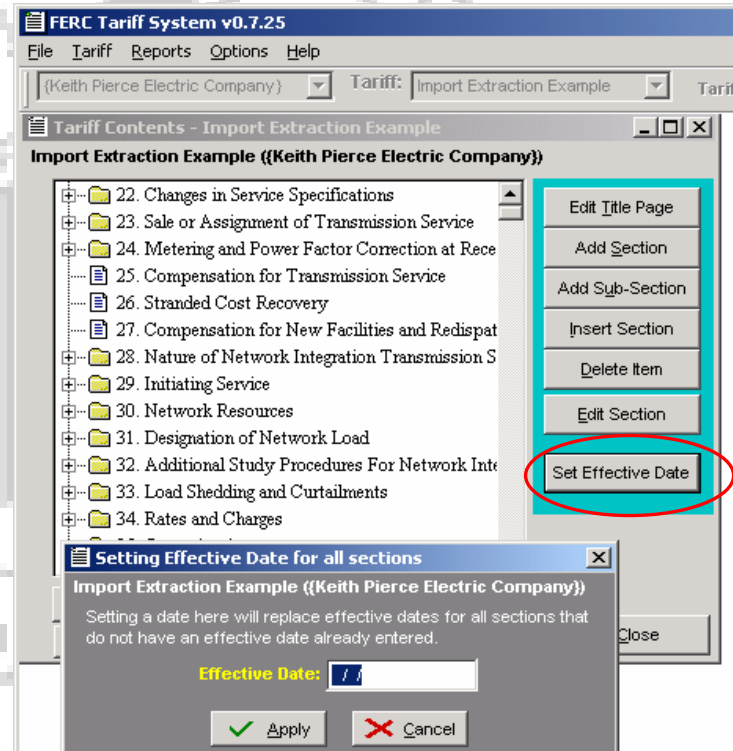 FERC Tariff System v0.7.25
File Tariff Reports Options Help
{Keith Pierce Electric Company} Tariff: Import Extraction Example Tarif
Tariff Contents - Import Extraction Example
Import Extraction Example ({Keith Pierce Electric Company})
22. Changes in Service Specifications
23. Sale or Assignment of Transmission Service
24. Metering and Power Factor Correction at Rece
25. Compensation for Transmission Service
26. Stranded Cost Recovery
27. Compensation for New Facilities and Redispat
28. Nature of Network Integration Transmission S
29. Initiating Service
30. Network Resources
31. Designation of Network Load
32. Additional Study Procedures For Network Inte
33. Load Shedding and Curtailments
34. Rates and Charges
Edit Title Page
Add Section
Add Sub-Section
Insert Section
Delete Item
Edit Section
Set Effective Date
Close
Setting Effective Date for all sections
Import Extraction Example ({Keith Pierce Electric Company})
Setting a date here will replace effective dates for all sections that
do not have an effective date already entered.
Effective Date: / /
Apply Cancel